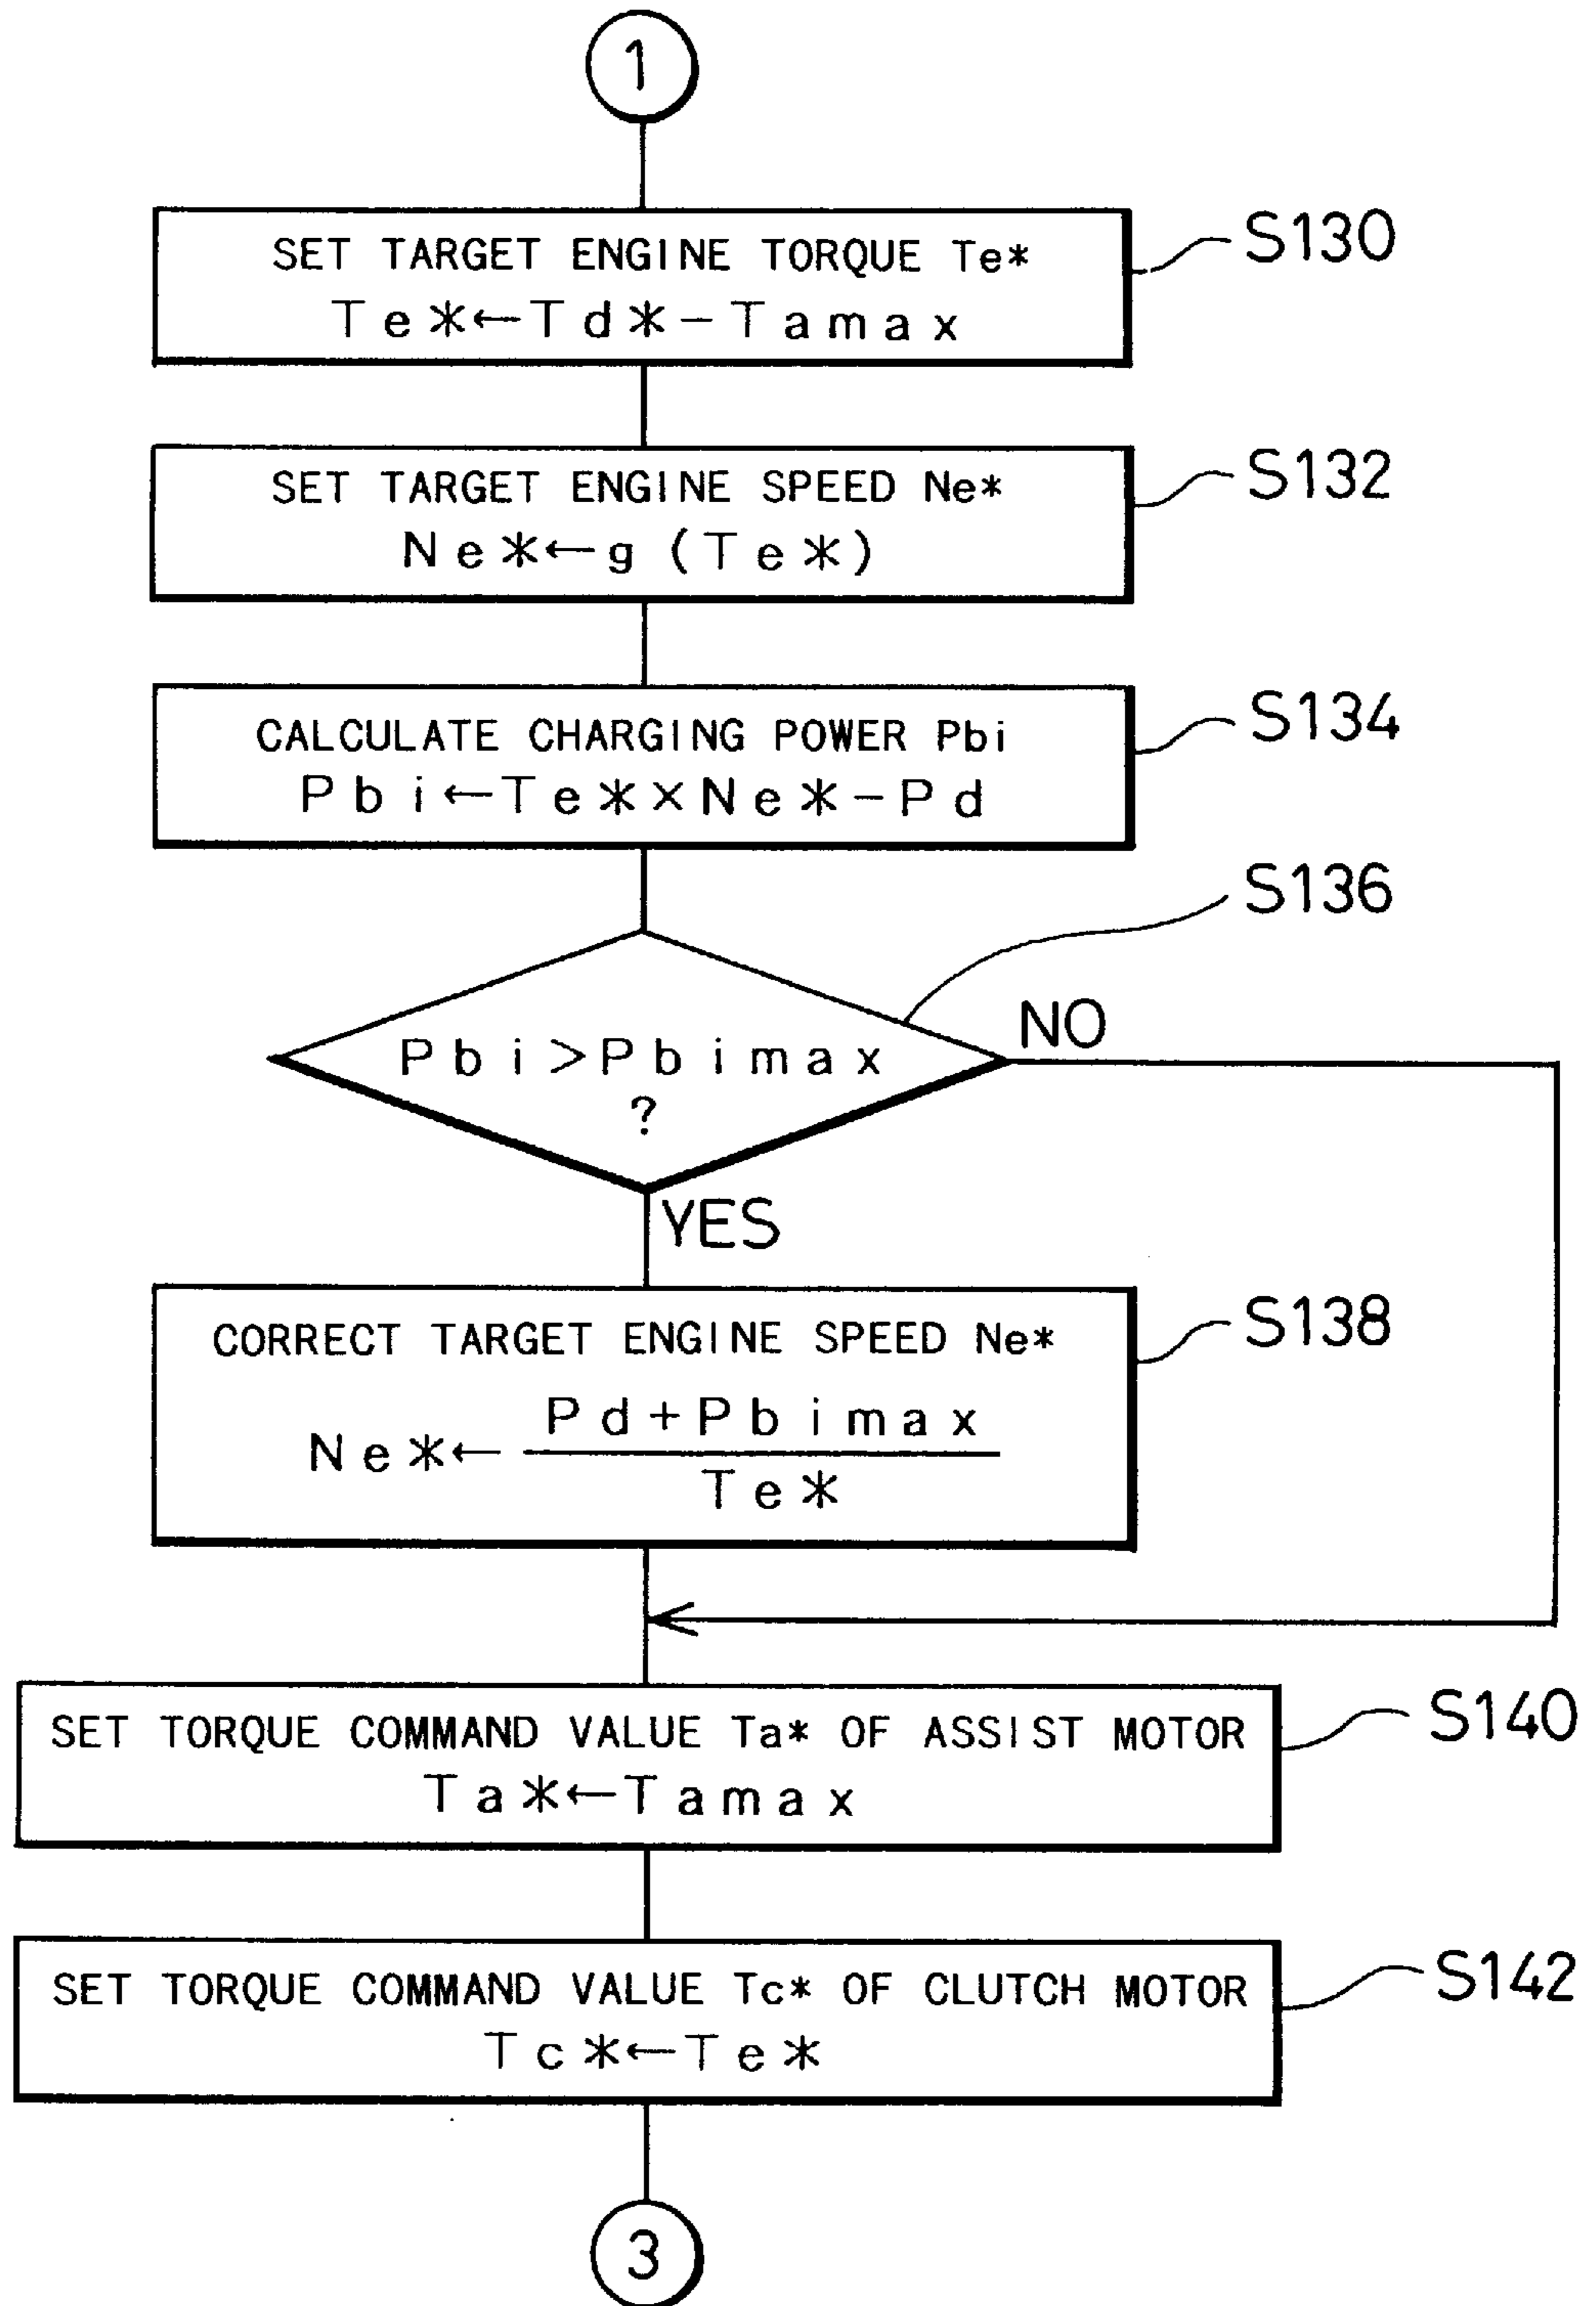 1
SET TARGET ENGINE TORQUE Te*
Te*←Td*-Tamax
S130
SET TARGET ENGINE SPEED Ne*
Ne*←g(Te*)
S132
CALCULATE CHARGING POWER Pbi
Pbi←Te*×Ne*-Pd
S134
S136
Pbi>Pbimax
?
NO
YES
CORRECT TARGET ENGINE SPEED Ne*
Ne*←
Pd+Pbimax
Te*
S138
SET TORQUE COMMAND VALUE Ta* OF ASSIST MOTOR
Ta*←Tamax
S140
SET TORQUE COMMAND VALUE Tc* OF CLUTCH MOTOR
Tc*←Te*
S142
3